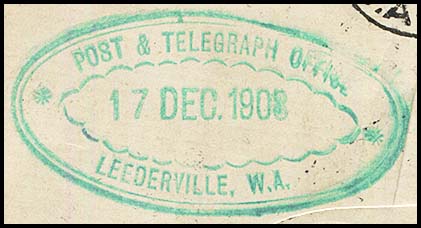 POST & TELEGRAPH OFFICE
17 DEC. 1908
LEEDERVILLE, W.A.